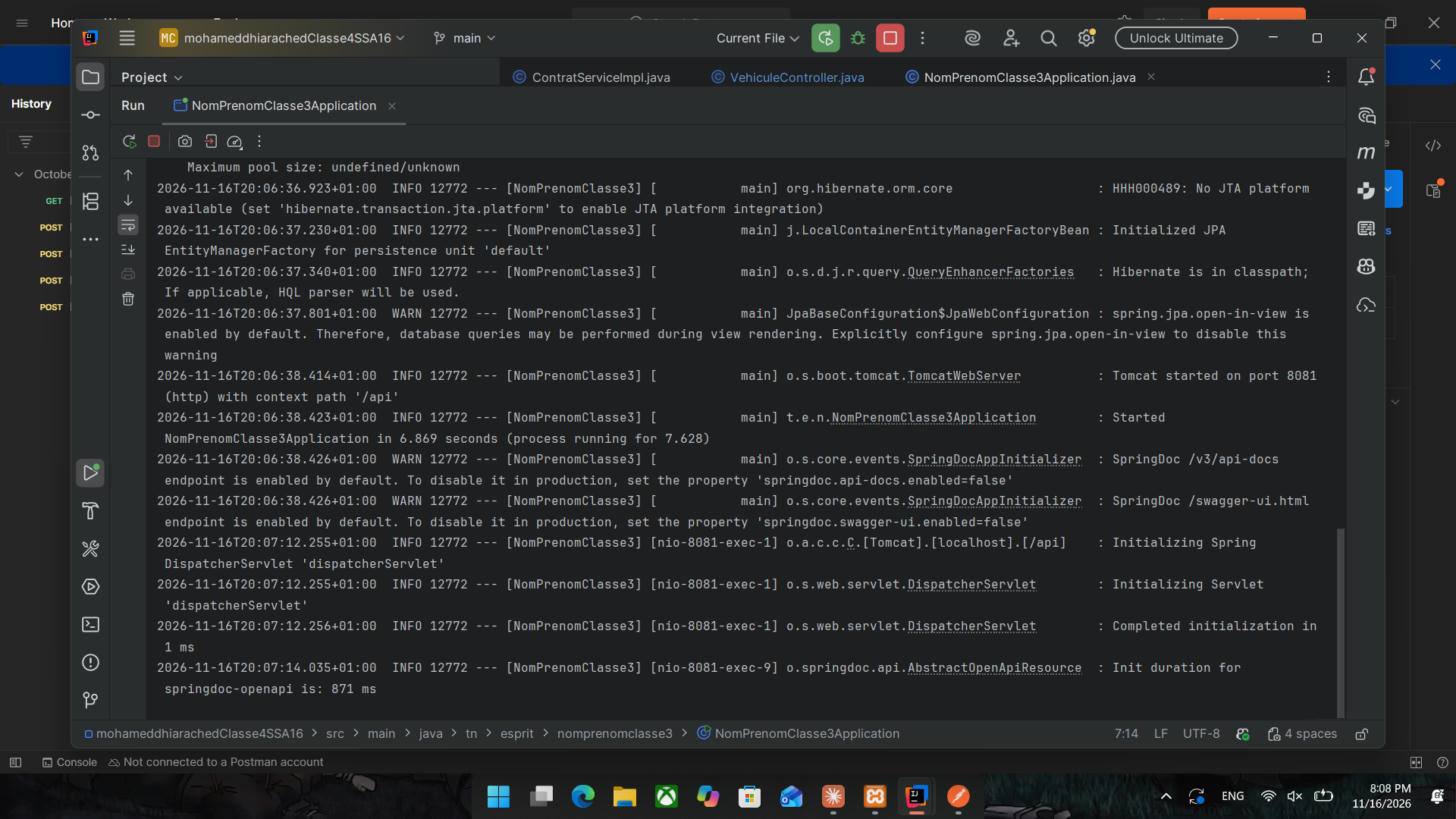 mohameddhiarachedClasse4SSA16
main
Current File
Unlock Ultimate
Project
ContratServiceImpl.java
VehiculeController.java
NomPrenomClasse3Application.java
History
Run
NomPrenomClasse3Application
Octobe
GET
POST
POST
POST
POST
Maximum pool size: undefined/unknown
2026-11-16T20:06:36.923+01:00  INFO 12772 --- [NomPrenomClasse3] [           main] org.hibernate.orm.core                   : HHH000489: No JTA platform
available (set 'hibernate.transaction.jta.platform' to enable JTA platform integration)
2026-11-16T20:06:37.230+01:00  INFO 12772 --- [NomPrenomClasse3] [           main] j.LocalContainerEntityManagerFactoryBean : Initialized JPA
EntityManagerFactory for persistence unit 'default'
2026-11-16T20:06:37.340+01:00  INFO 12772 --- [NomPrenomClasse3] [           main] o.s.d.j.r.query.QueryEnhancerFactories   : Hibernate is in classpath;
If applicable, HQL parser will be used.
2026-11-16T20:06:37.801+01:00  WARN 12772 --- [NomPrenomClasse3] [           main] JpaBaseConfiguration$JpaWebConfiguration : spring.jpa.open-in-view is
enabled by default. Therefore, database queries may be performed during view rendering. Explicitly configure spring.jpa.open-in-view to disable this
warning
2026-11-16T20:06:38.414+01:00  INFO 12772 --- [NomPrenomClasse3] [           main] o.s.boot.tomcat.TomcatWebServer          : Tomcat started on port 8081
(http) with context path '/api'
2026-11-16T20:06:38.423+01:00  INFO 12772 --- [NomPrenomClasse3] [           main] t.e.n.NomPrenomClasse3Application        : Started
NomPrenomClasse3Application in 6.869 seconds (process running for 7.628)
2026-11-16T20:06:38.426+01:00  WARN 12772 --- [NomPrenomClasse3] [           main] o.s.core.events.SpringDocAppInitializer  : SpringDoc /v3/api-docs
endpoint is enabled by default. To disable it in production, set the property 'springdoc.api-docs.enabled=false'
2026-11-16T20:06:38.426+01:00  WARN 12772 --- [NomPrenomClasse3] [           main] o.s.core.events.SpringDocAppInitializer  : SpringDoc /swagger-ui.html
endpoint is enabled by default. To disable it in production, set the property 'springdoc.swagger-ui.enabled=false'
2026-11-16T20:07:12.255+01:00  INFO 12772 --- [NomPrenomClasse3] [nio-8081-exec-1] o.a.c.c.C.[Tomcat].[localhost].[/api]    : Initializing Spring
DispatcherServlet 'dispatcherServlet'
2026-11-16T20:07:12.255+01:00  INFO 12772 --- [NomPrenomClasse3] [nio-8081-exec-1] o.s.web.servlet.DispatcherServlet        : Initializing Servlet
'dispatcherServlet'
2026-11-16T20:07:12.256+01:00  INFO 12772 --- [NomPrenomClasse3] [nio-8081-exec-1] o.s.web.servlet.DispatcherServlet        : Completed initialization in
1 ms
2026-11-16T20:07:14.035+01:00  INFO 12772 --- [NomPrenomClasse3] [nio-8081-exec-9] o.springdoc.api.AbstractOpenApiResource  : Init duration for
springdoc-openapi is: 871 ms
mohameddhiarachedClasse4SSA16 > src > main > java > tn > esprit > nomprenomclasse3 > NomPrenomClasse3Application
7:14 LF UTF-8 4 spaces
Console Not connected to a Postman account
ENG
8:08 PM
11/16/2026